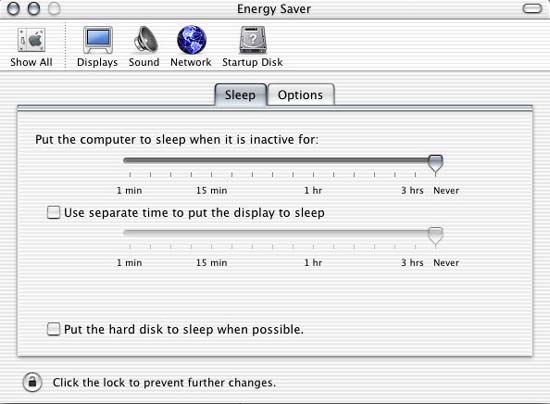 Energy Saver
Show All Displays Sound Network Startup Disk
Sleep Options
Put the computer to sleep when it is inactive for:
1 min 15 min 1 hr 3 hrs Never
Use separate time to put the display to sleep
1 min 15 min 1 hr 3 hrs Never
Put the hard disk to sleep when possible.
Click the lock to prevent further changes.